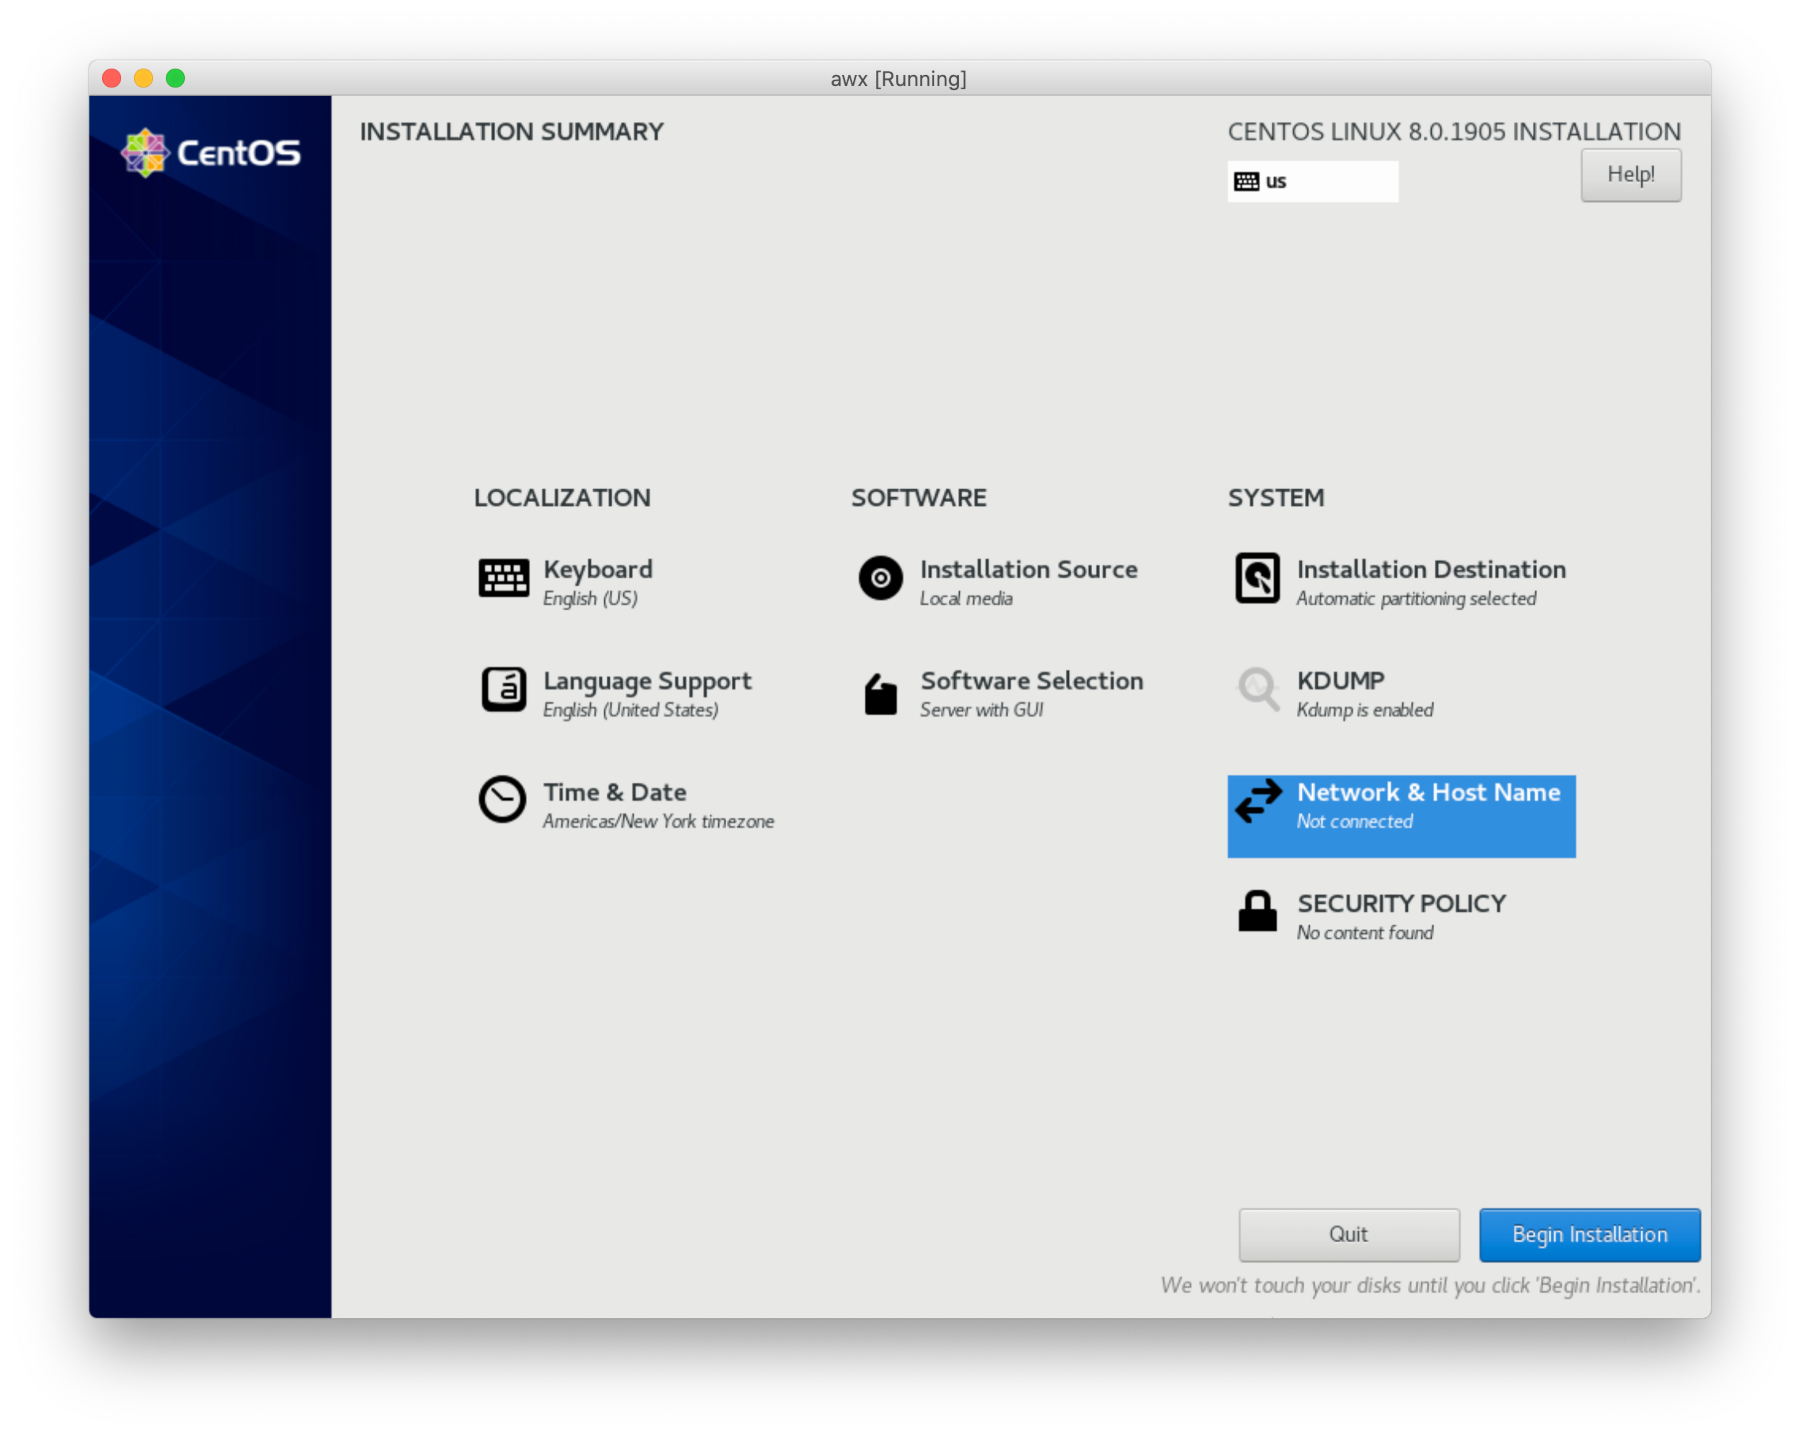 awx [Running]
CentOS
INSTALLATION SUMMARY
CENTOS LINUX 8.0.1905 INSTALLATION
us
Help!
LOCALIZATION
Keyboard
English (US)
Language Support
English (United States)
Time & Date
Americas/New York timezone
SOFTWARE
Installation Source
Local media
Software Selection
Server with GUI
SYSTEM
Installation Destination
Automatic partitioning selected
KDUMP
Kdump is enabled
Network & Host Name
Not connected
SECURITY POLICY
No content found
Quit
Begin Installation
We won't touch your disks until you click 'Begin Installation'.